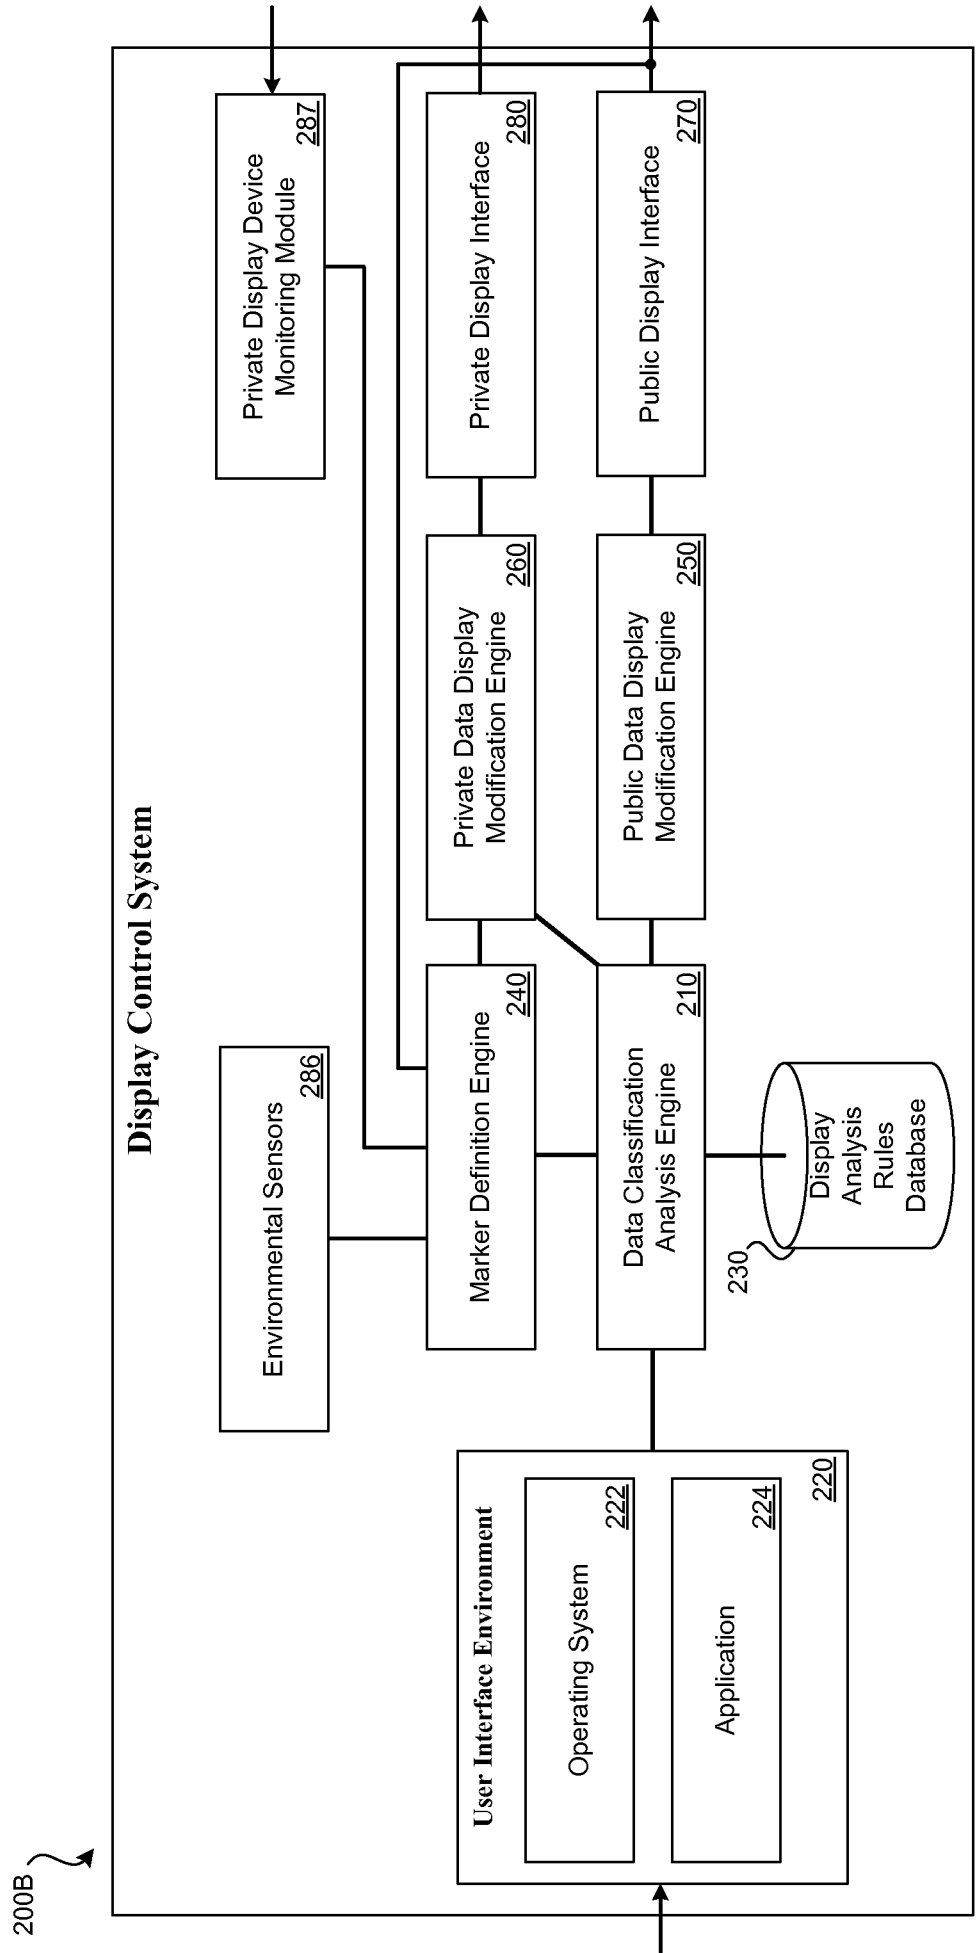 200B
Display Control System
User Interface Environment
Operating System
222
Application
224
220
Environmental Sensors
286
Private Display Device
Monitoring Module
287
Marker Definition Engine
240
Private Data Display
Modification Engine
260
Private Display Interface
280
Data Classification
Analysis Engine
210
Public Data Display
Modification Engine
250
Public Display Interface
270
230
Display
Analysis
Rules
Database